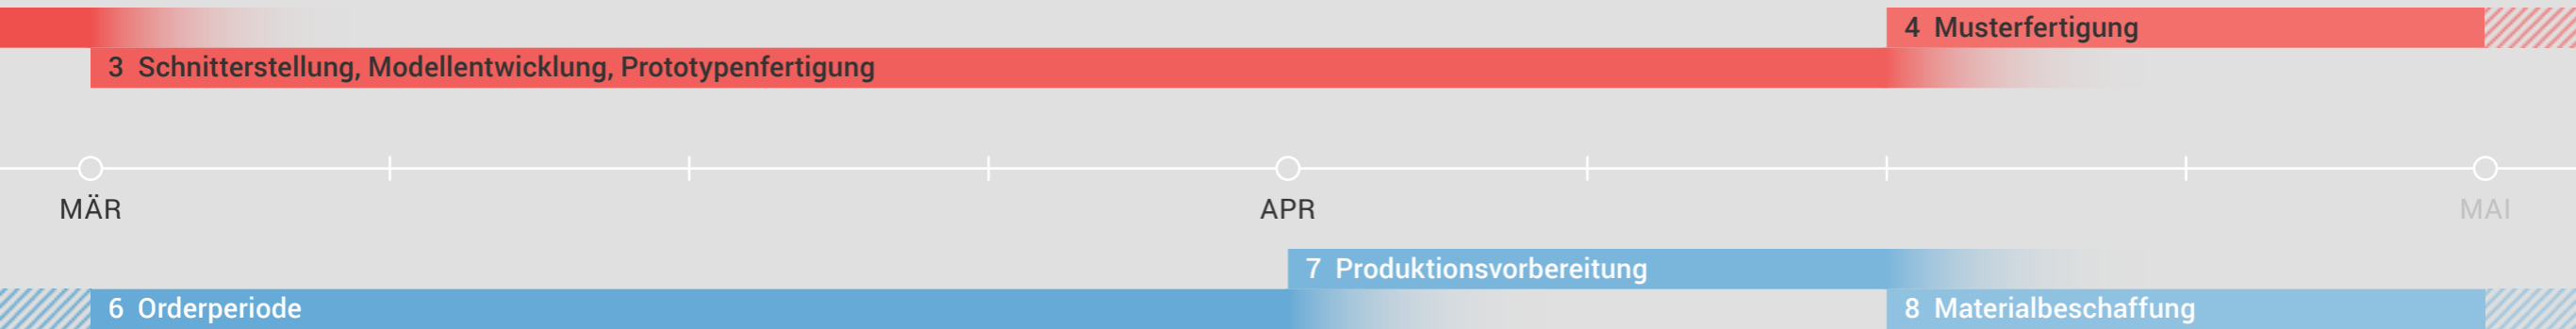 4 Musterfertigung
3 Schnitterstellung, Modellentwicklung, Prototypenfertigung
MÄR APR MAI
7 Produktionsvorbereitung
6 Orderperiode 8 Materialbeschaffung